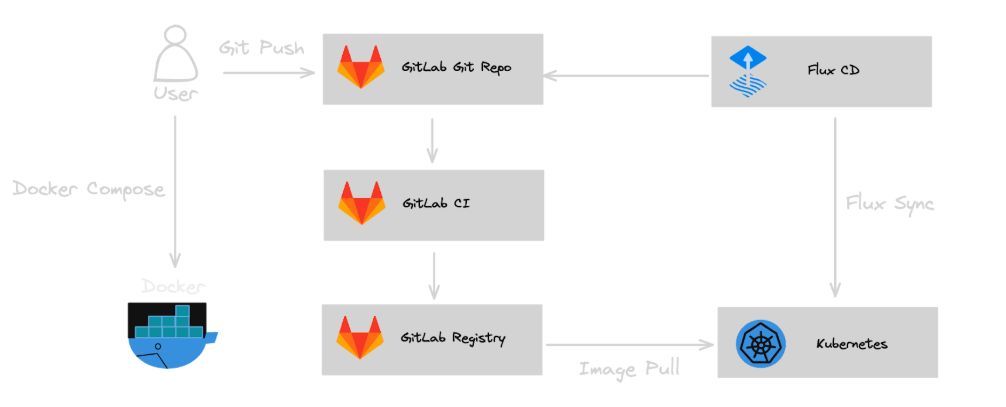 Git Push
GitLab Git Repo
Flux CD
User
Docker Compose
GitLab CI
Flux Sync
Docker
GitLab Registry
Kubernetes
Image Pull